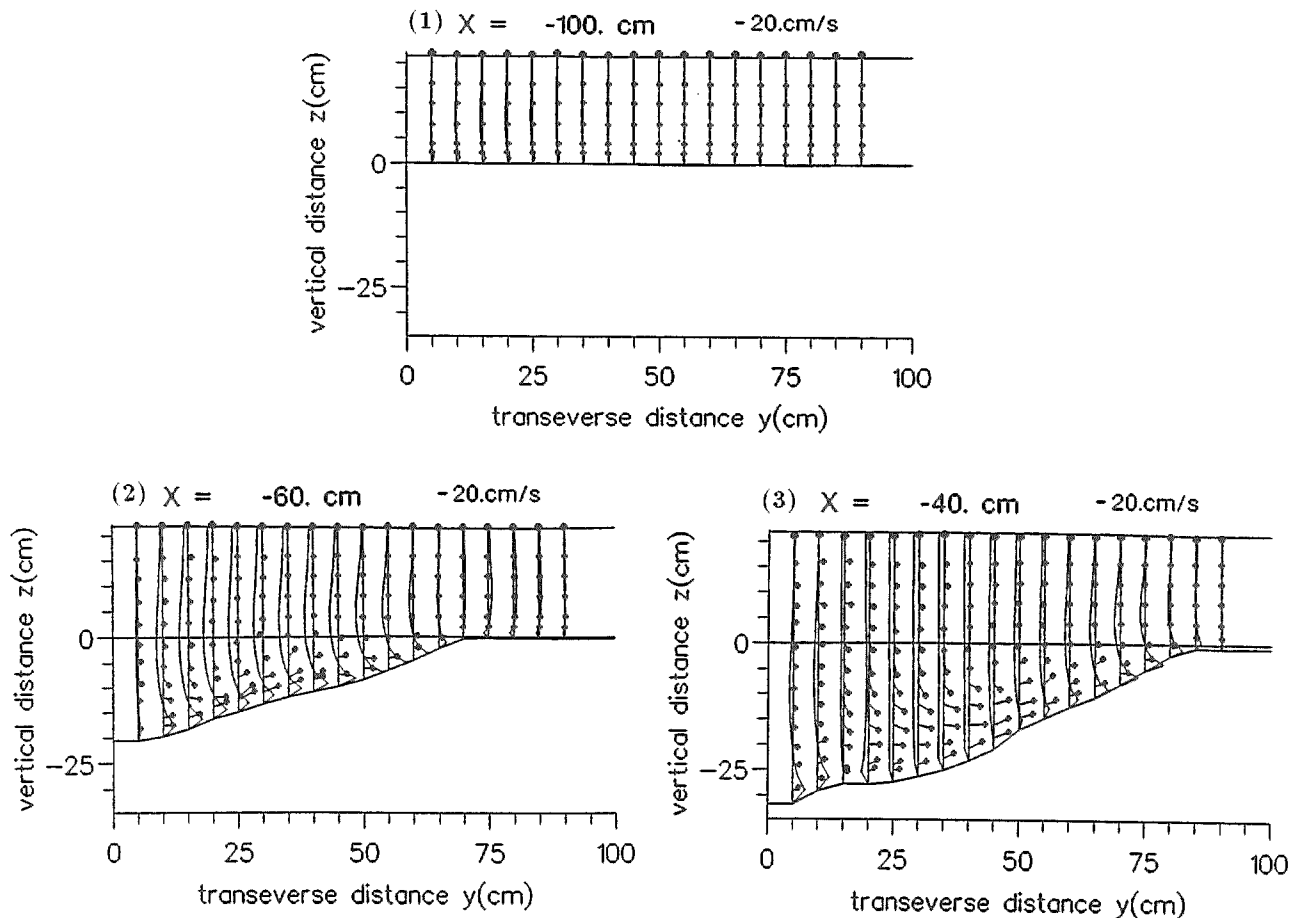 (1) X = -100. cm -20.cm/s
vertical distance z(cm)
0
-25
0 25 50 75 100
transeverse distance y(cm)
(2) X = -60. cm -20.cm/s
vertical distance z(cm)
0
-25
0 25 50 75 100
transeverse distance y(cm)
(3) X = -40. cm -20.cm/s
vertical distance z(cm)
0
-25
0 25 50 75 100
transeverse distance y(cm)